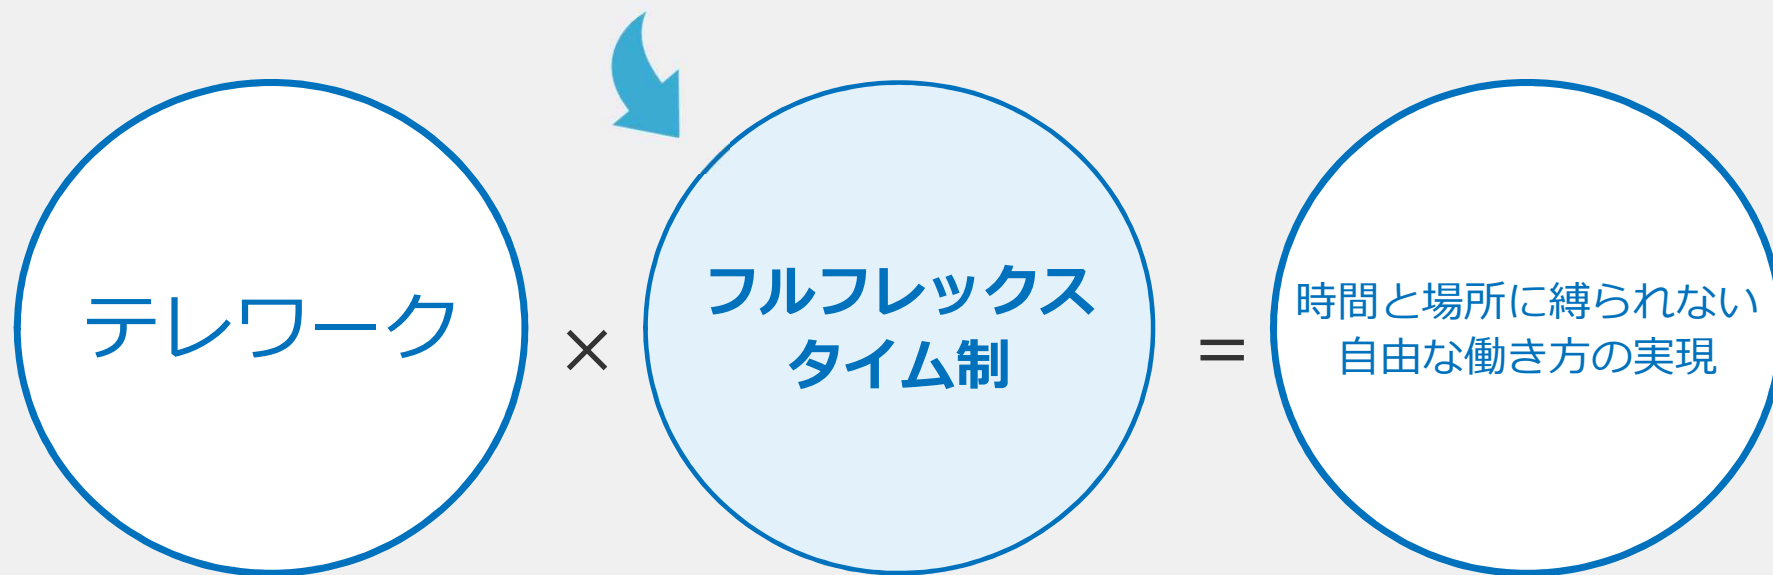 テレワーク
×
フルフレックス
タイム制
＝
時間と場所に縛られない
自由な働き方の実現